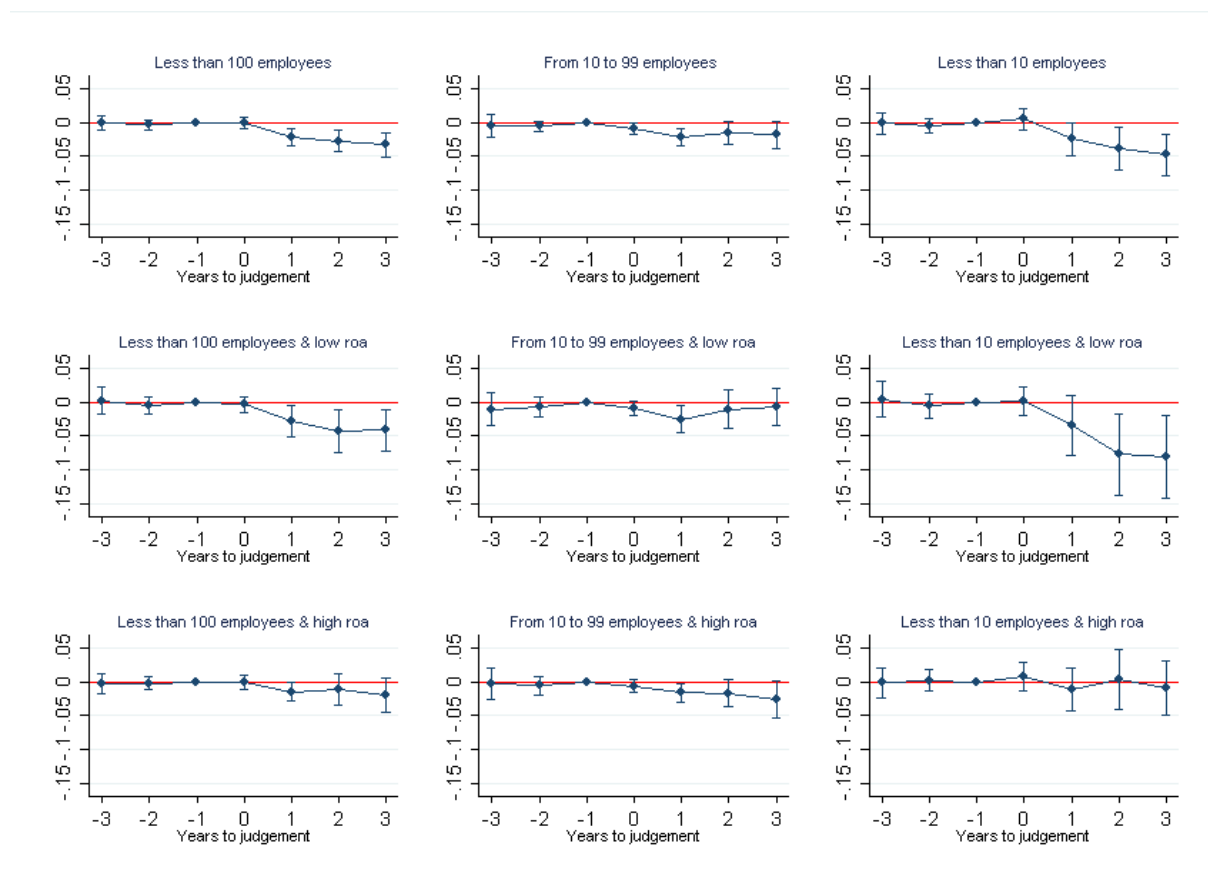 Less than 100 employees
.05
0
-.05
-.1
-.15
-3 -2 -1 0 1 2 3
Years to judgement
From 10 to 99 employees
.05
0
-.05
-.1
-.15
-3 -2 -1 0 1 2 3
Years to judgement
Less than 10 employees
.05
0
-.05
-.1
-.15
-3 -2 -1 0 1 2 3
Years to judgement
Less than 100 employees & low roa
.05
0
-.05
-.1
-.15
-3 -2 -1 0 1 2 3
Years to judgement
From 10 to 99 employees & low roa
.05
0
-.05
-.1
-.15
-3 -2 -1 0 1 2 3
Years to judgement
Less than 10 employees & low roa
.05
0
-.05
-.1
-.15
-3 -2 -1 0 1 2 3
Years to judgement
Less than 100 employees & high roa
.05
0
-.05
-.1
-.15
-3 -2 -1 0 1 2 3
Years to judgement
From 10 to 99 employees & high roa
.05
0
-.05
-.1
-.15
-3 -2 -1 0 1 2 3
Years to judgement
Less than 10 employees & high roa
.05
0
-.05
-.1
-.15
-3 -2 -1 0 1 2 3
Years to judgement